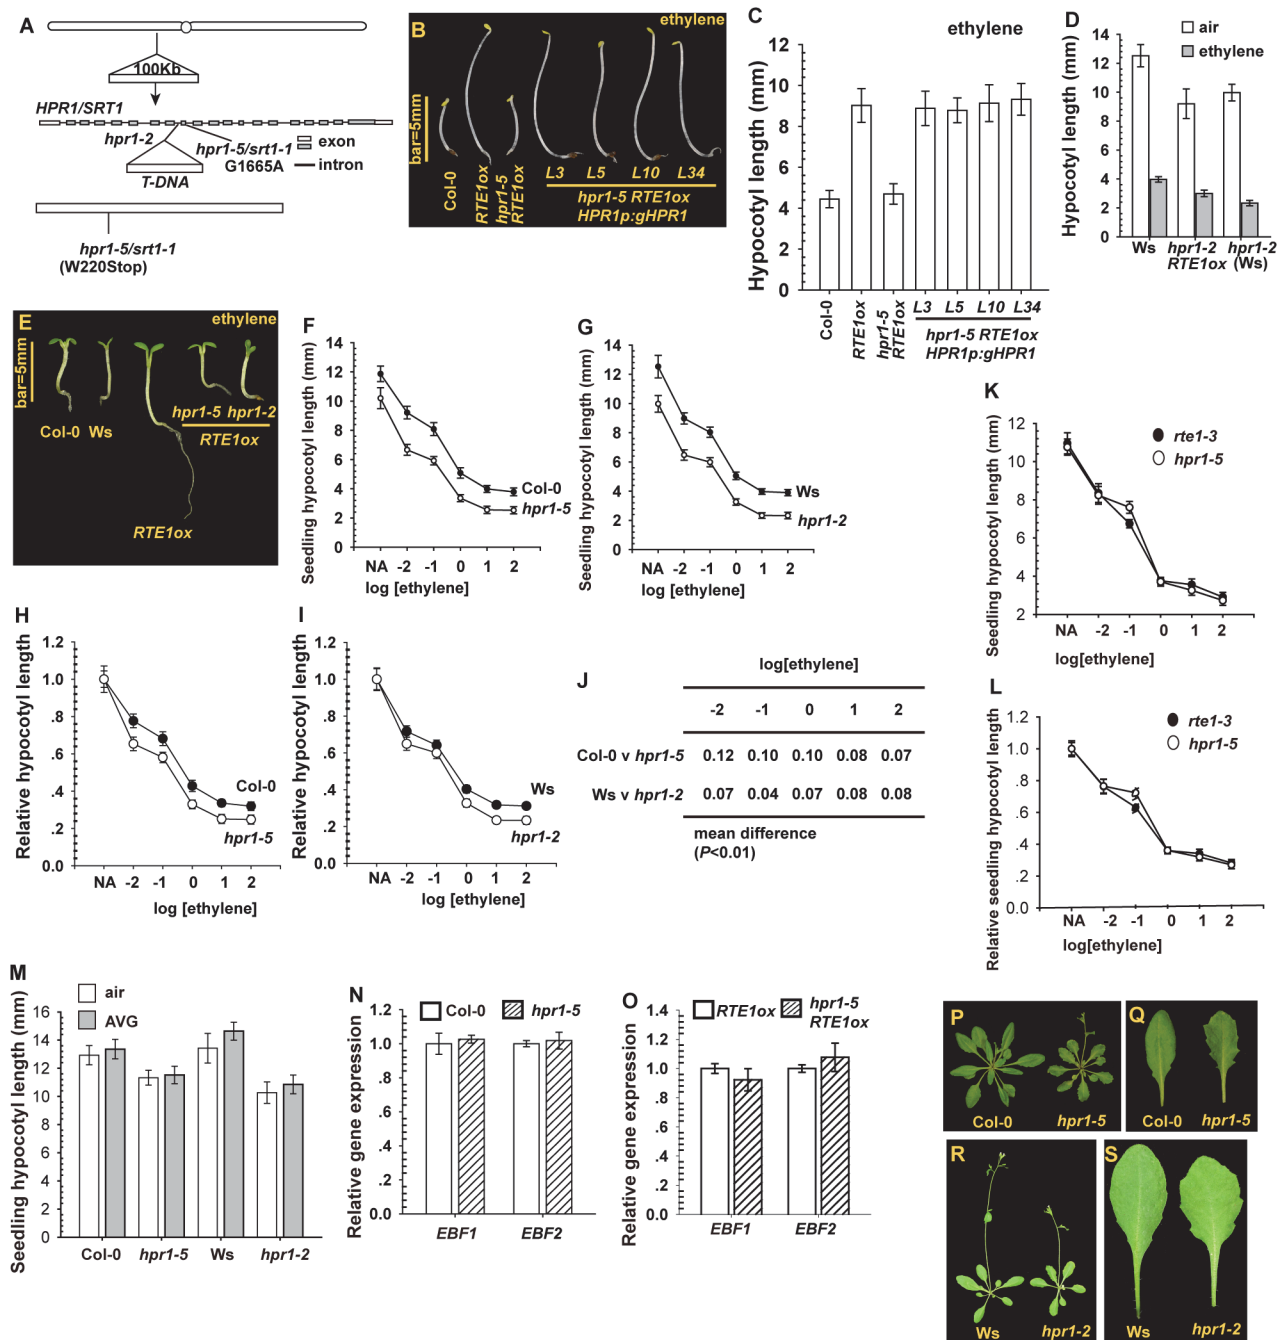 A
100Kb
HPR1/SRT1
hpr1-2
hpr1-5/srt1-1
G1665A
exon
intron
T-DNA
hpr1-5/srt1-1
(W220Stop)
B
ethylene
bar=5mm
Col-0
RTE1ox
hpr1-5
RTE1ox
L3 L5 L10 L34
hpr1-5 RTE1ox
HPR1p:gHPR1
C
ethylene
Hypocotyl length (mm)
12
10
8
6
4
2
0
Col-0
RTE1ox
hpr1-5
RTE1ox
L3 L5 L10 L34
hpr1-5 RTE1ox
HPR1p:gHPR1
D
air
ethylene
Hypocotyl length (mm)
14
12
10
8
6
4
2
0
Ws
hpr1-2
RTE1ox
hpr1-2
(Ws)
E
ethylene
bar=5mm
Col-0 Ws
hpr1-5 hpr1-2
RTE1ox
RTE1ox
F
Seedling hypocotyl length (mm)
14
12
10
8
6
4
2
0
Col-0
hpr1-5
NA -2 -1 0 1 2
log [ethylene]
G
Seedling hypocotyl length (mm)
14
12
10
8
6
4
2
0
Ws
hpr1-2
NA -2 -1 0 1 2
log [ethylene]
K
Seedling hypocotyl length (mm)
12
10
8
6
4
2
rte1-3
hpr1-5
NA -2 -1 0 1 2
log[ethylene]
H
Relative hypocotyl length
1.2
1.0
.8
.6
.4
.2
0.0
Col-0
hpr1-5
NA -2 -1 0 1 2
log [ethylene]
I
Relative hypocotyl length
1.2
1.0
.8
.6
.4
.2
0.0
Ws
hpr1-2
NA -2 -1 0 1 2
log [ethylene]
J
log[ethylene]
-2 -1 0 1 2
Col-0 v hpr1-5 0.12 0.10 0.10 0.08 0.07
Ws v hpr1-2 0.07 0.04 0.07 0.08 0.08
mean difference
(P<0.01)
L
Relative seedling hypocotyl length
1.2
1.0
.8
.6
.4
.2
0.0
rte1-3
hpr1-5
NA -2 -1 0 1 2
log[ethylene]
M
air
AVG
Seedling hypocotyl length (mm)
16
14
12
10
8
6
4
2
0
Col-0 hpr1-5 Ws hpr1-2
N
Col-0 hpr1-5
Relative gene expression
1.2
1.0
.8
.6
.4
.2
0.0
EBF1 EBF2
O
RTE1ox
hpr1-5
RTE1ox
Relative gene expression
1.4
1.2
1.0
.8
.6
.4
.2
0.0
EBF1 EBF2
P
Col-0 hpr1-5
Q
Col-0 hpr1-5
R
Ws hpr1-2
S
Ws hpr1-2